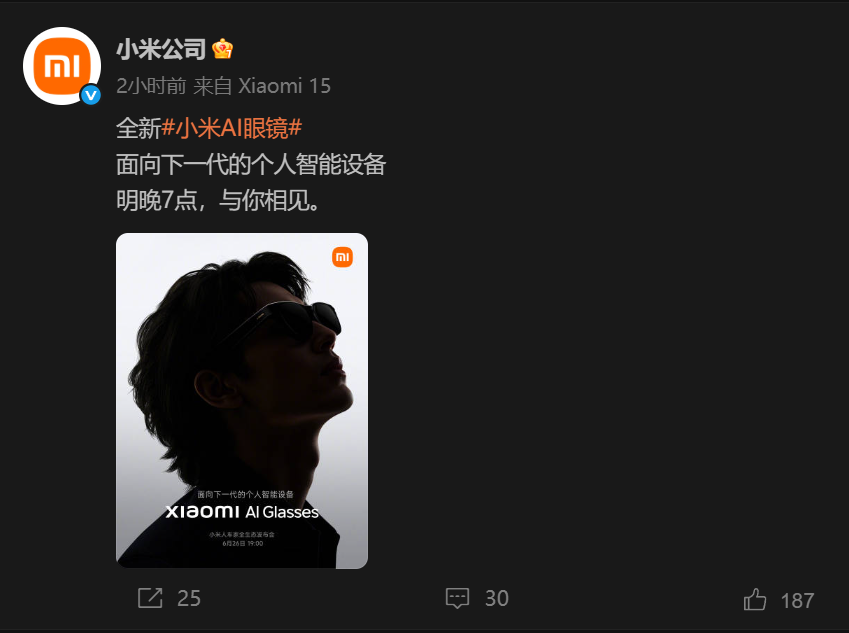 小米公司
2小时前 来自 Xiaomi 15
全新#小米AI眼镜#
面向下一代的个人智能设备
明晚7点，与你相见。
面向下一代的个人智能设备
XIAOMI AI Glasses
小米人车家全生态发布会
6月26日 19:00
25
30
187